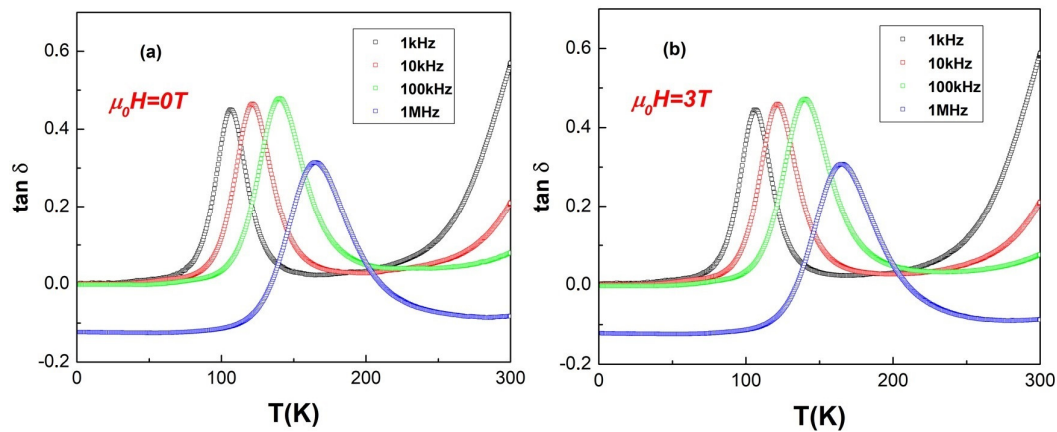 (a)
μ₀H=0T
1kHz
10kHz
100kHz
1MHz
tan δ
0.6
0.4
0.2
0.0
-0.2
0
100
200
300
T(K)
(b)
μ₀H=3T
1kHz
10kHz
100kHz
1MHz
tan δ
0.6
0.4
0.2
0.0
-0.2
0
100
200
300
T(K)